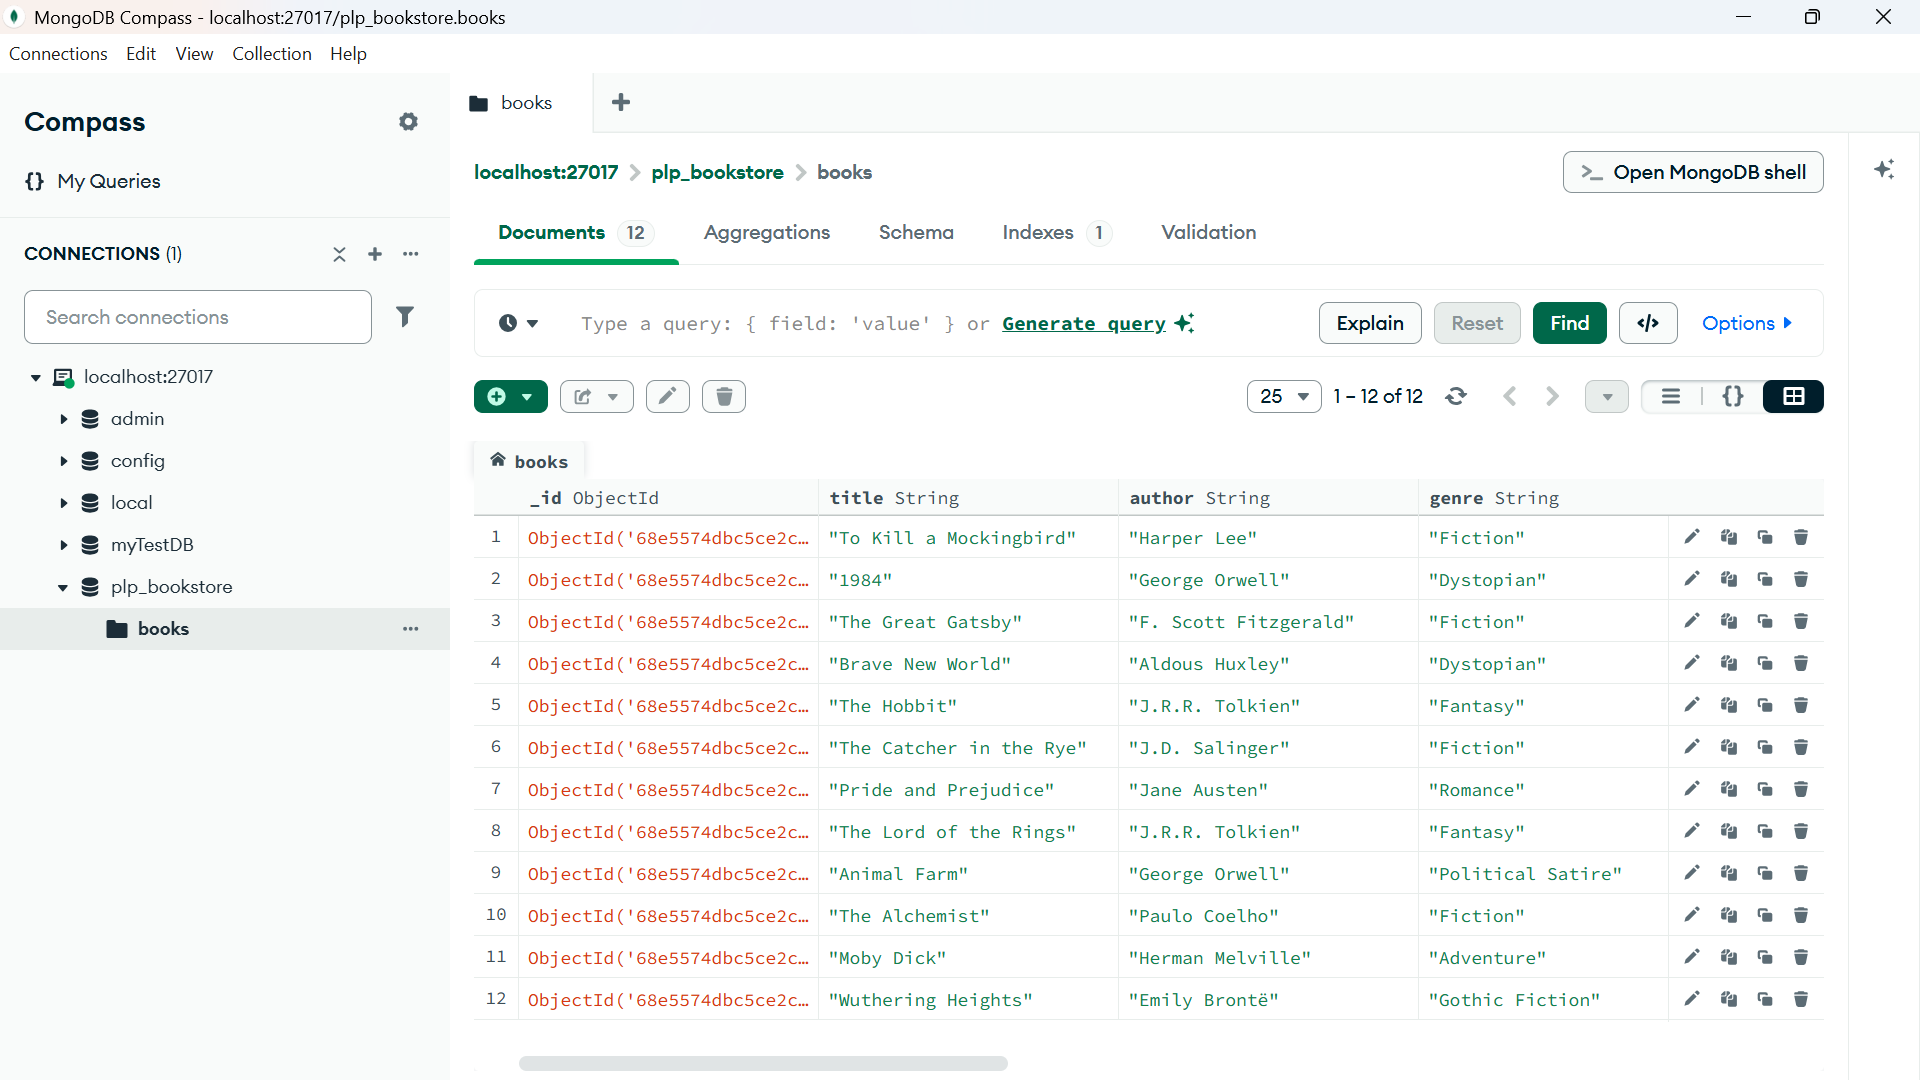 MongoDB Compass - localhost:27017/plp_bookstore.books
Connections Edit View Collection Help
Compass
{} My Queries
CONNECTIONS (1)
Search connections
localhost:27017
admin
config
local
myTestDB
plp_bookstore
books
books
localhost:27017 plp_bookstore books
>_ Open MongoDB shell
Documents 12 Aggregations Schema Indexes 1 Validation
Type a query: { field: 'value' } or Generate query
Explain Reset Find </> Options
25 1 – 12 of 12 {}
books
_id ObjectId title String author String genre String
1 ObjectId('68e5574dbc5ce2c… "To Kill a Mockingbird" "Harper Lee" "Fiction"
2 ObjectId('68e5574dbc5ce2c… "1984" "George Orwell" "Dystopian"
3 ObjectId('68e5574dbc5ce2c… "The Great Gatsby" "F. Scott Fitzgerald" "Fiction"
4 ObjectId('68e5574dbc5ce2c… "Brave New World" "Aldous Huxley" "Dystopian"
5 ObjectId('68e5574dbc5ce2c… "The Hobbit" "J.R.R. Tolkien" "Fantasy"
6 ObjectId('68e5574dbc5ce2c… "The Catcher in the Rye" "J.D. Salinger" "Fiction"
7 ObjectId('68e5574dbc5ce2c… "Pride and Prejudice" "Jane Austen" "Romance"
8 ObjectId('68e5574dbc5ce2c… "The Lord of the Rings" "J.R.R. Tolkien" "Fantasy"
9 ObjectId('68e5574dbc5ce2c… "Animal Farm" "George Orwell" "Political Satire"
10 ObjectId('68e5574dbc5ce2c… "The Alchemist" "Paulo Coelho" "Fiction"
11 ObjectId('68e5574dbc5ce2c… "Moby Dick" "Herman Melville" "Adventure"
12 ObjectId('68e5574dbc5ce2c… "Wuthering Heights" "Emily Brontë" "Gothic Fiction"